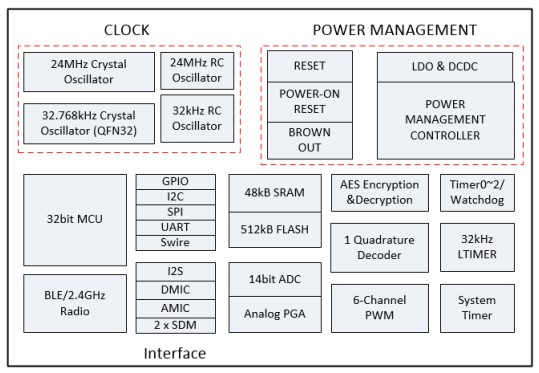 CLOCK
POWER MANAGEMENT
24MHz Crystal
Oscillator
24MHz RC
Oscillator
32.768kHz Crystal
Oscillator (QFN32)
32kHz RC
Oscillator
RESET
POWER-ON
RESET
BROWN
OUT
LDO & DCDC
POWER
MANAGEMENT
CONTROLLER
32bit MCU
GPIO
I2C
SPI
UART
Swire
48kB SRAM
512kB FLASH
AES Encryption
&Decryption
Timer0~2/
Watchdog
1 Quadrature
Decoder
32kHz
LTIMER
BLE/2.4GHz
Radio
I2S
DMIC
AMIC
2 x SDM
14bit ADC
Analog PGA
6-Channel
PWM
System
Timer
Interface